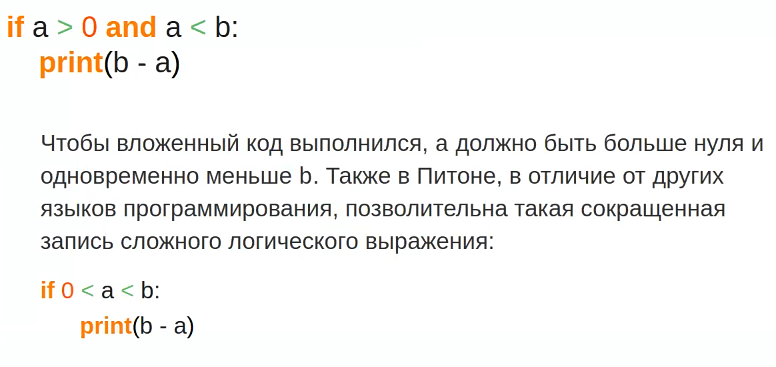 if a > 0 and a < b:
print(b - a)
Чтобы вложенный код выполнился, а должно быть больше нуля и
одновременно меньше b. Также в Питоне, в отличие от других
языков программирования, позволительна такая сокращенная
запись сложного логического выражения:
if 0 < a < b:
print(b - a)